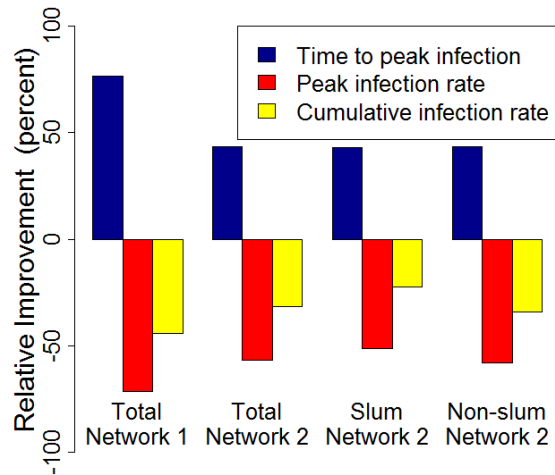 Relative Improvement (percent)
100
50
0
-50
-100
Time to peak infection
Peak infection rate
Cumulative infection rate
Total
Network 1
Total
Network 2
Slum
Network 2
Non-slum
Network 2